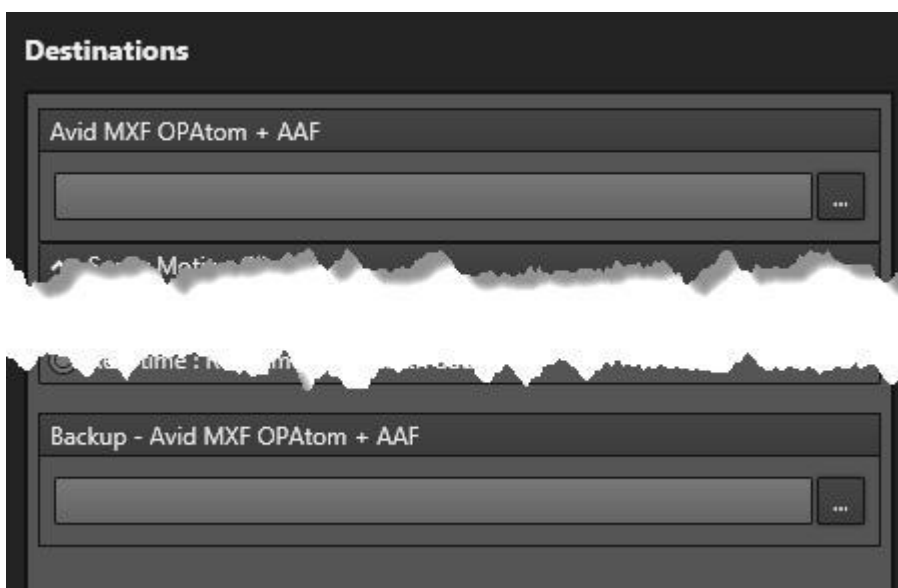 Destinations
Avid MXF OPAtom + AAF
...
Backup - Avid MXF OPAtom + AAF
...